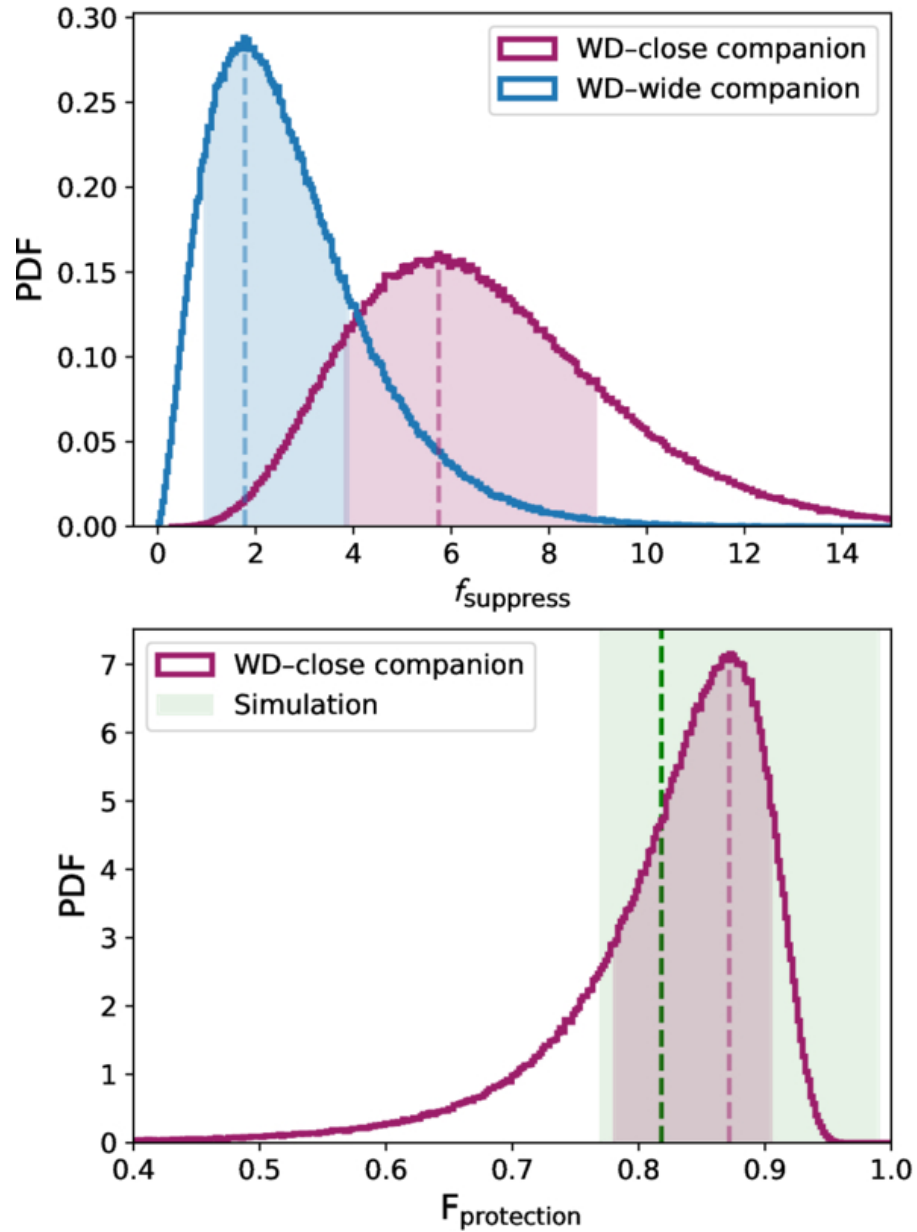 0.30
0.25
0.20
0.15
0.10
0.05
0.00
PDF
WD–close companion
WD–wide companion
0 2 4 6 8 10 12 14
f_suppress
7
6
5
4
3
2
1
0
PDF
WD–close companion
Simulation
0.4 0.5 0.6 0.7 0.8 0.9 1.0
F_protection